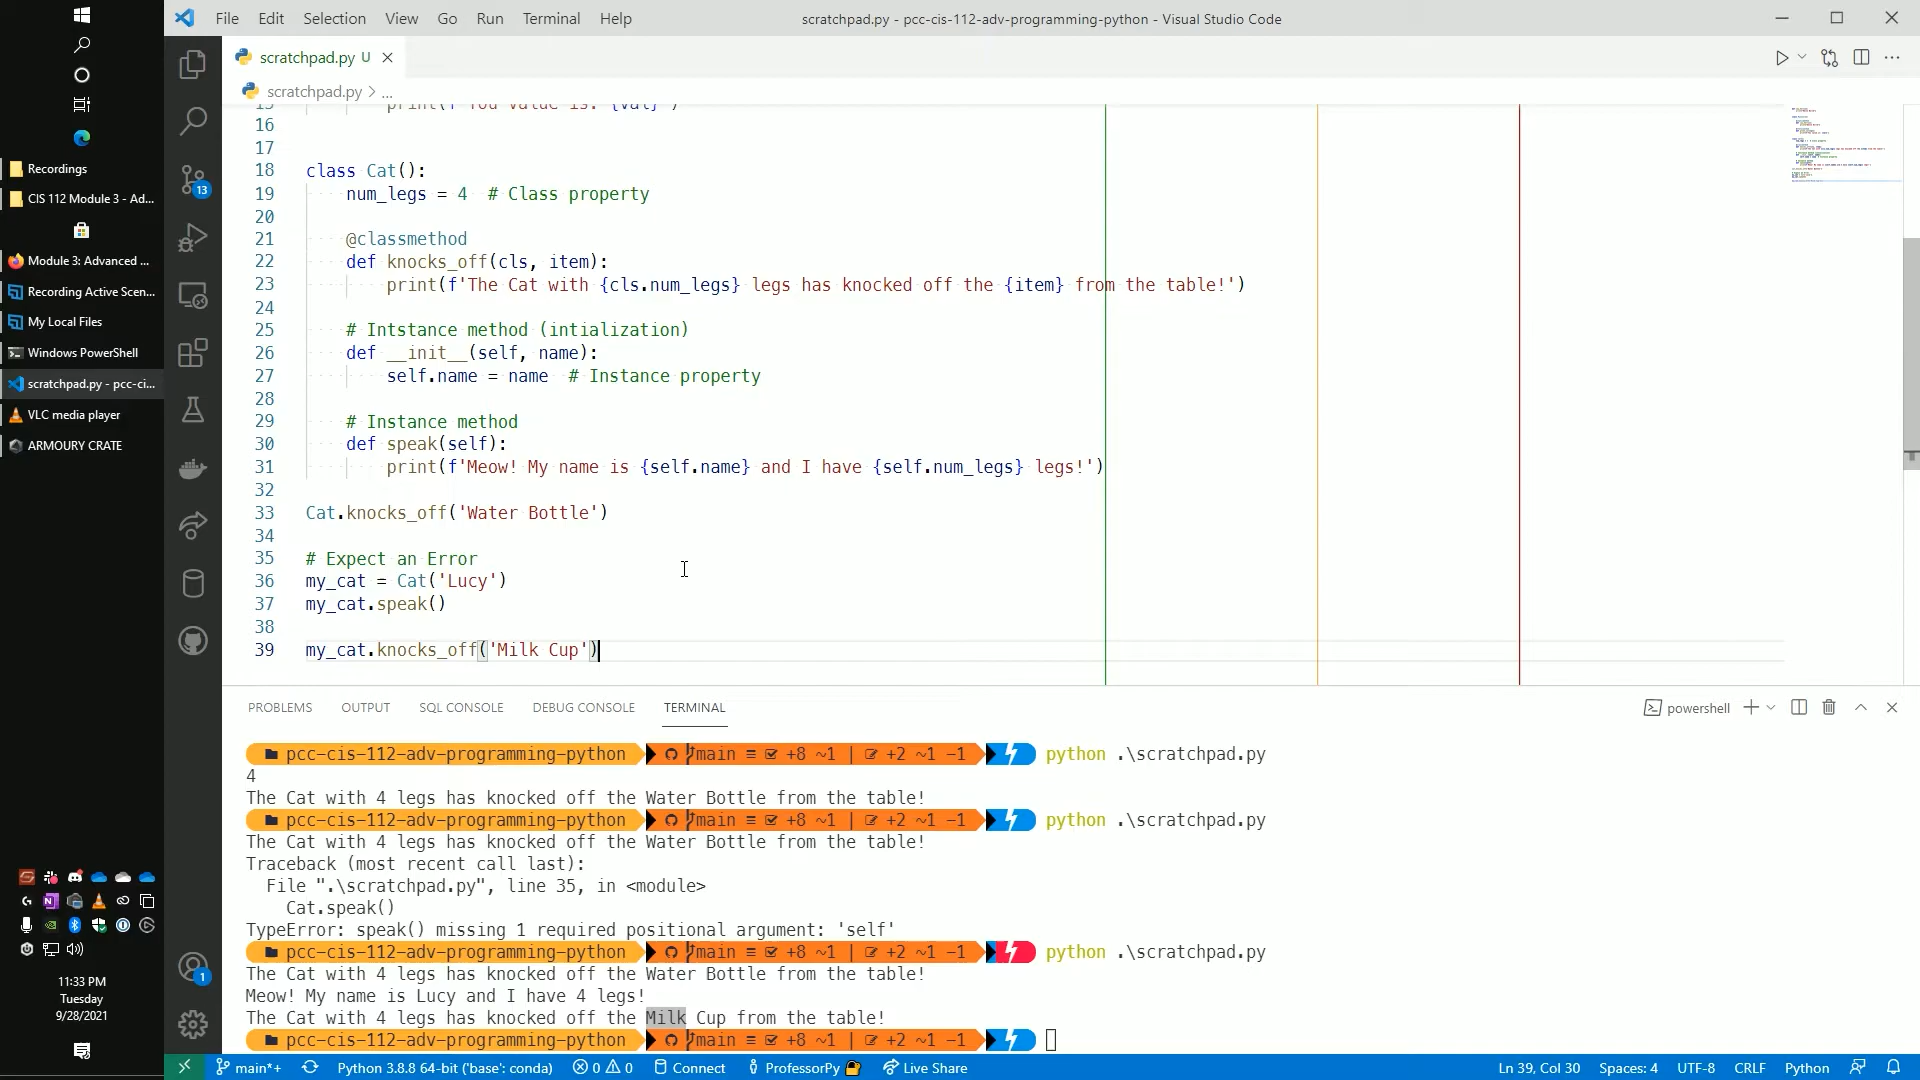 File Edit Selection View Go Run Terminal Help
scratchpad.py - pcc-cis-112-adv-programming-python - Visual Studio Code
scratchpad.py U
scratchpad.py > ...
Recordings
CIS 112 Module 3 - Ad...
Module 3: Advanced ...
Recording Active Scen...
My Local Files
Windows PowerShell
scratchpad.py - pcc-ci...
VLC media player
ARMOURY CRATE
11:33 PM
Tuesday
9/28/2021
13
1
15 print(f'You value is: {val}')
16
17
18 class Cat():
19 num_legs = 4 # Class property
20
21 @classmethod
22 def knocks_off(cls, item):
23 print(f'The Cat with {cls.num_legs} legs has knocked off the {item} from the table!')
24
25 # Intstance method (intialization)
26 def __init__(self, name):
27 self.name = name # Instance property
28
29 # Instance method
30 def speak(self):
31 print(f'Meow! My name is {self.name} and I have {self.num_legs} legs!')
32
33 Cat.knocks_off('Water Bottle')
34
35 # Expect an Error
36 my_cat = Cat('Lucy')
37 my_cat.speak()
38
39 my_cat.knocks_off('Milk Cup')
PROBLEMS OUTPUT SQL CONSOLE DEBUG CONSOLE TERMINAL
powershell
pcc-cis-112-adv-programming-python main ≡ +8 ~1 | +2 ~1 -1 python .\scratchpad.py
4
The Cat with 4 legs has knocked off the Water Bottle from the table!
pcc-cis-112-adv-programming-python main ≡ +8 ~1 | +2 ~1 -1 python .\scratchpad.py
The Cat with 4 legs has knocked off the Water Bottle from the table!
Traceback (most recent call last):
File ".\scratchpad.py", line 35, in <module>
Cat.speak()
TypeError: speak() missing 1 required positional argument: 'self'
pcc-cis-112-adv-programming-python main ≡ +8 ~1 | +2 ~1 -1 python .\scratchpad.py
The Cat with 4 legs has knocked off the Water Bottle from the table!
Meow! My name is Lucy and I have 4 legs!
The Cat with 4 legs has knocked off the Milk Cup from the table!
pcc-cis-112-adv-programming-python main ≡ +8 ~1 | +2 ~1 -1
main*+ Python 3.8.8 64-bit ('base': conda) 0 0 Connect ProfessorPy Live Share Ln 39, Col 30 Spaces: 4 UTF-8 CRLF Python